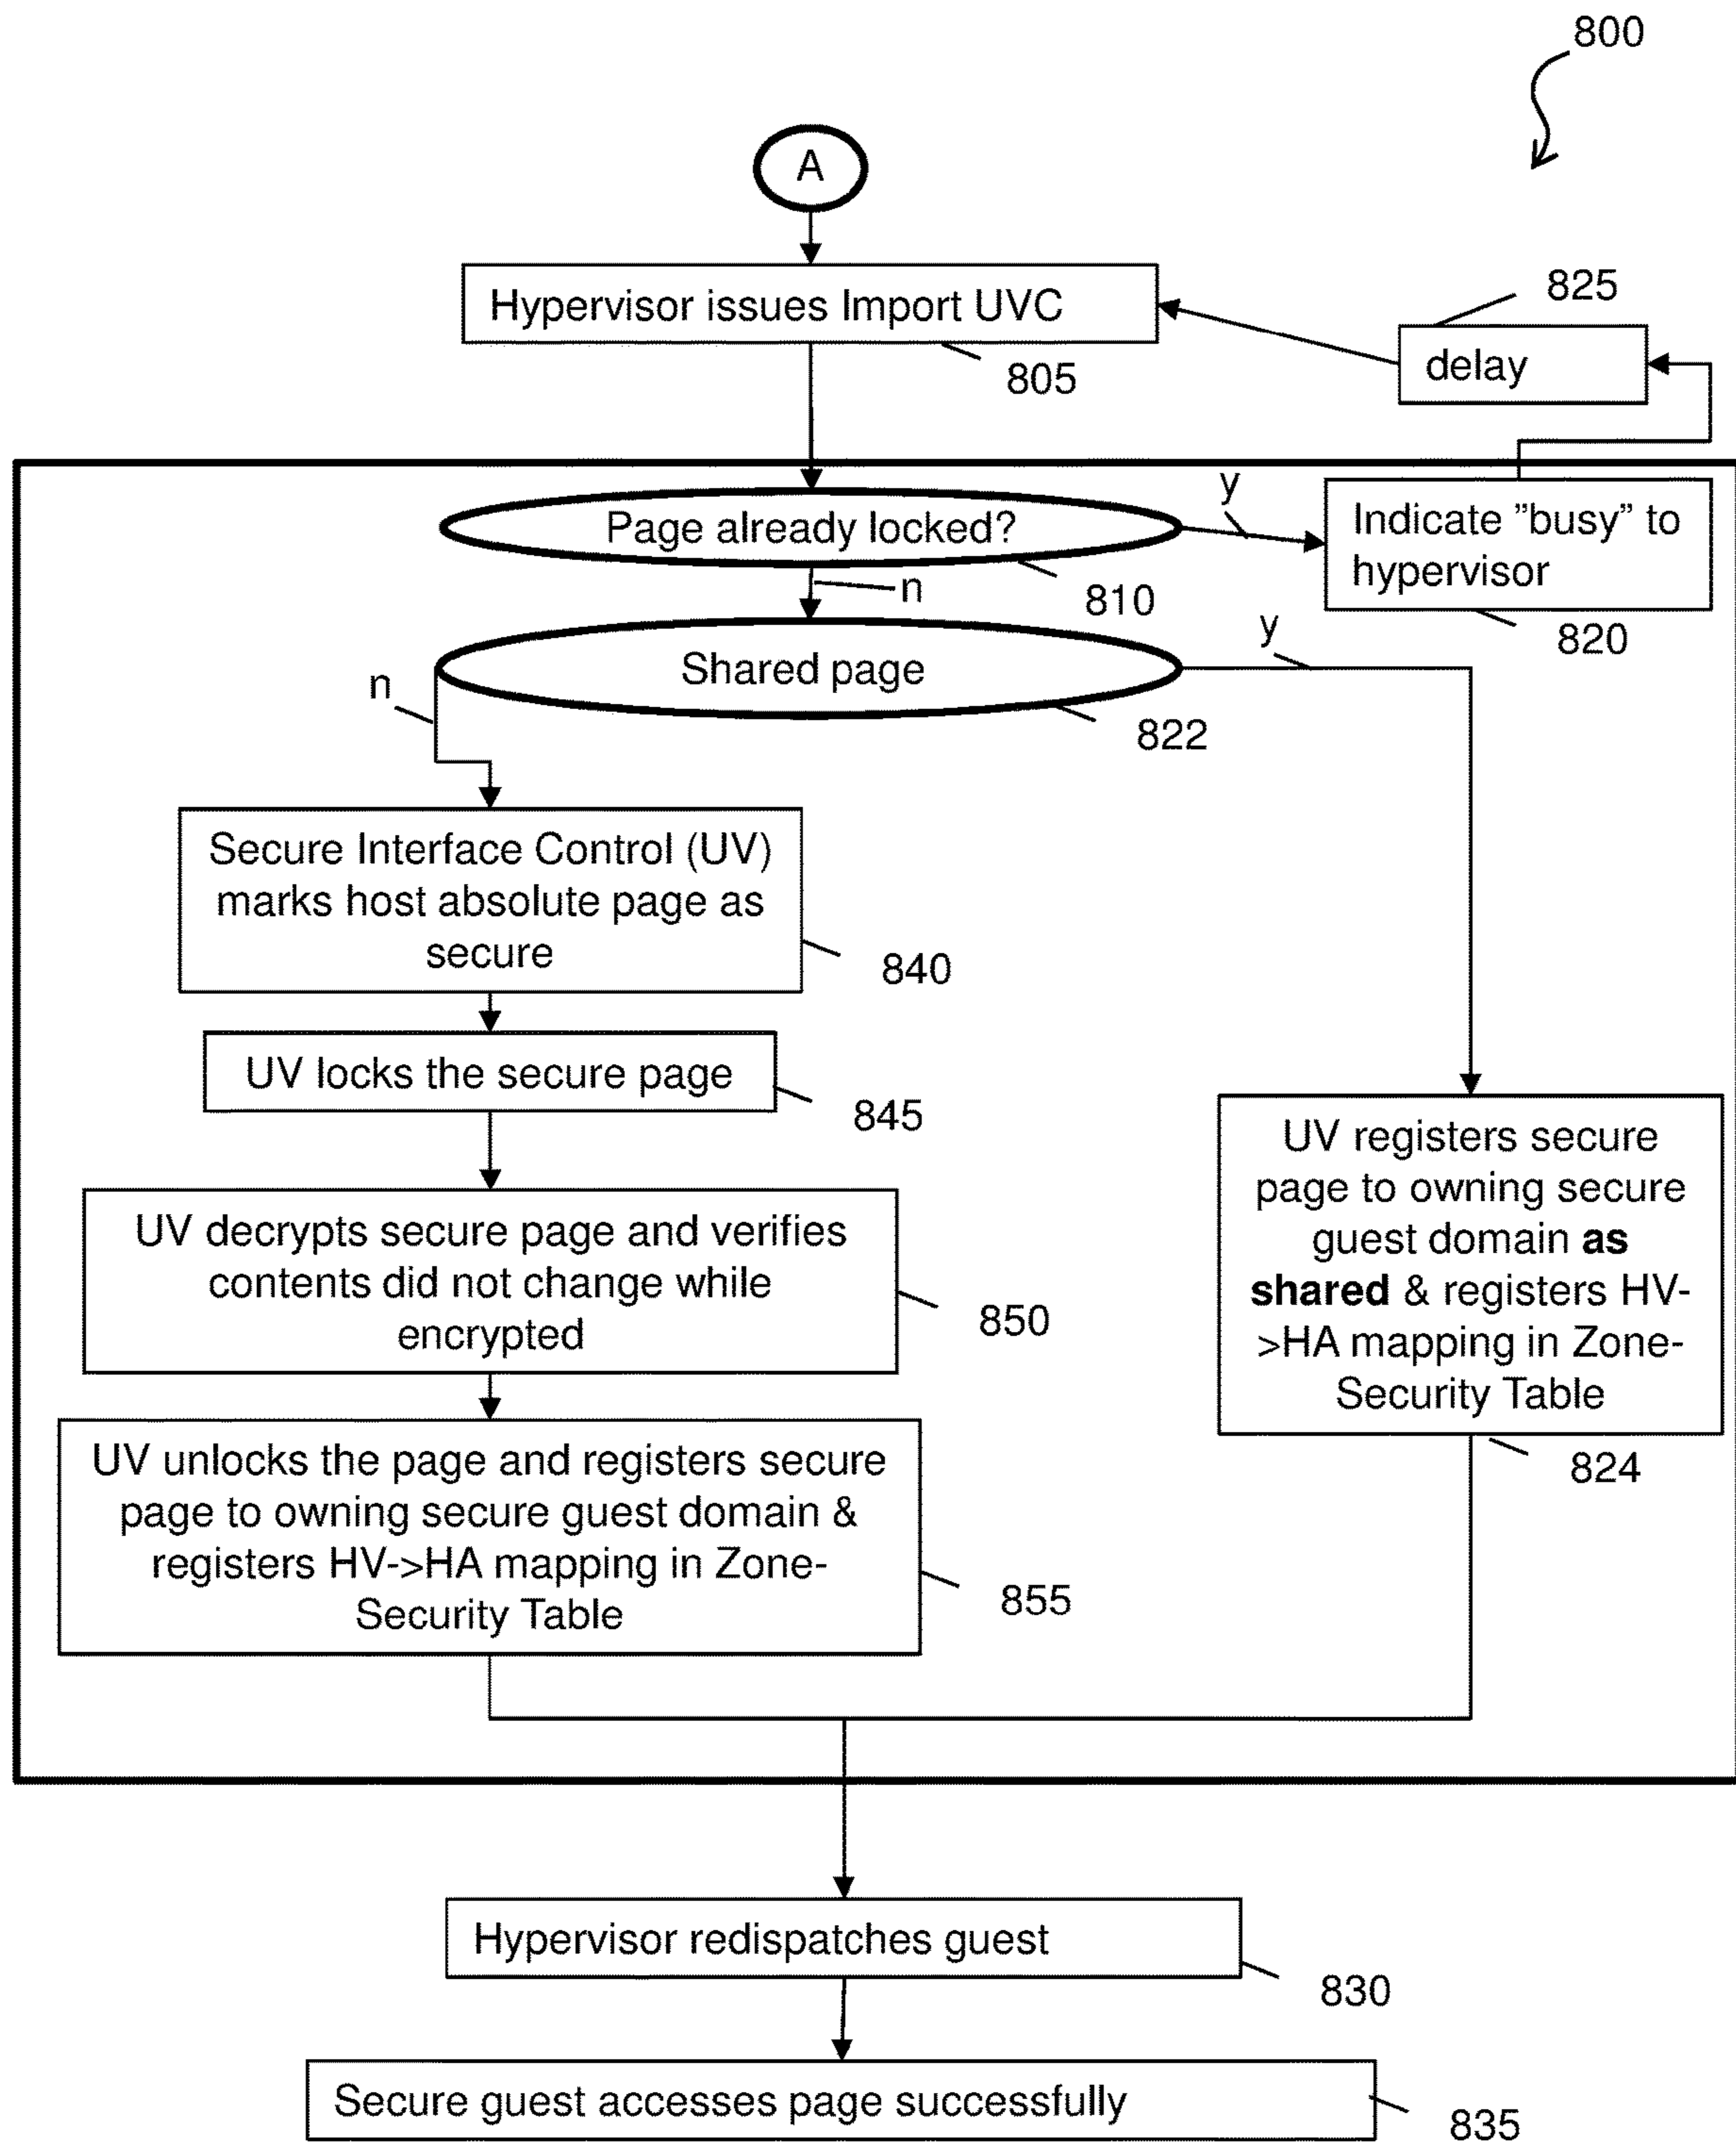 800
A
Hypervisor issues Import UVC
805
825
delay
Page already locked?
810
y
Indicate ”busy” to
hypervisor
820
n
Shared page
822
y
n
Secure Interface Control (UV)
marks host absolute page as
secure
840
UV locks the secure page
845
UV decrypts secure page and verifies
contents did not change while
encrypted
850
UV unlocks the page and registers secure
page to owning secure guest domain &
registers HV->HA mapping in Zone-
Security Table
855
UV registers secure
page to owning secure
guest domain as
shared & registers HV-
>HA mapping in Zone-
Security Table
824
Hypervisor redispatches guest
830
Secure guest accesses page successfully
835